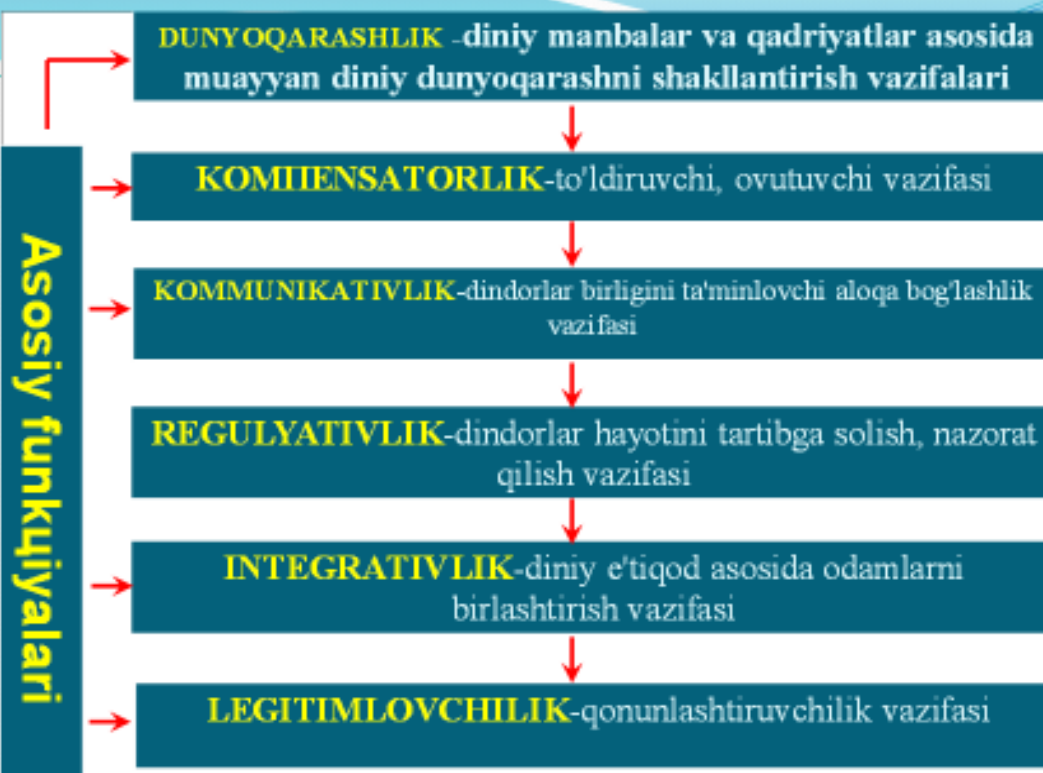 DUNYOQARASHLIK -diniy manbalar va qadriyatlar asosida
muayyan diniy dunyoqarashni shakllantirish vazifalari
KOMIIENSATORLIK-to'ldiruvchi, ovutuvchi vazifasi
KOMMUNIKATIVLIK-dindorlar birligini ta'minlovchi aloqa bog'lashlik
vazifasi
REGULYATIVLIK-dindorlar hayotini tartibga solish, nazorat
qilish vazifasi
INTEGRATIVLIK-diniy e'tiqod asosida odamlarni
birlashtirish vazifasi
LEGITIMLOVCHILIK-qonunlashtiruvchilik vazifasi
Asosiy funkцiyalari